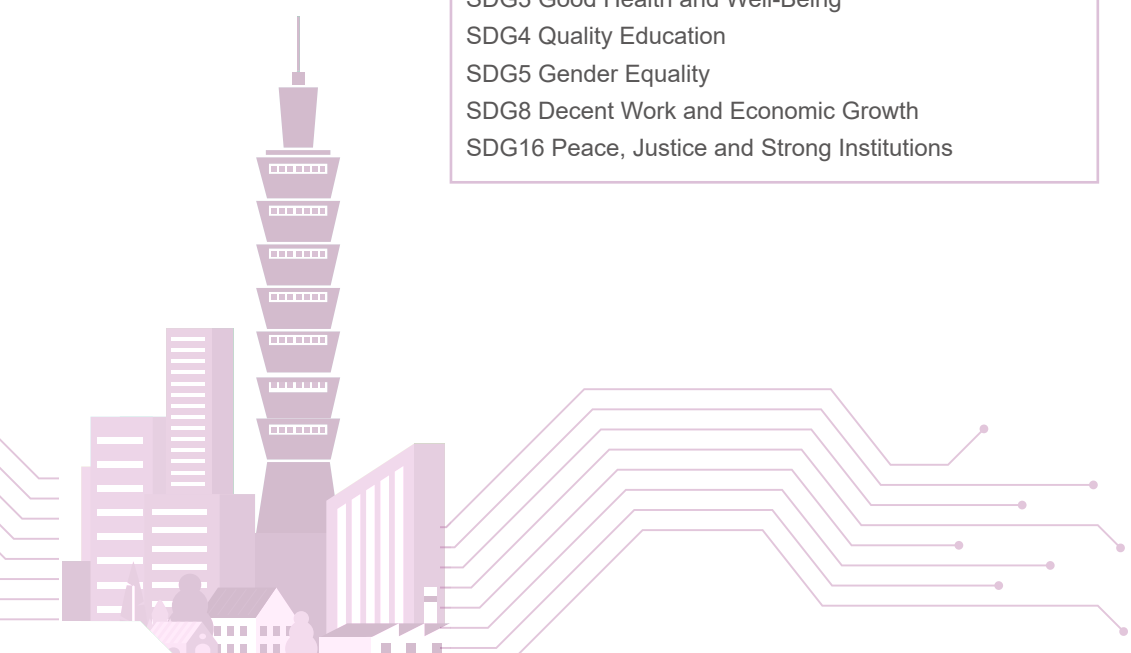 SDG3 Good Health and Well-Being
SDG4 Quality Education
SDG5 Gender Equality
SDG8 Decent Work and Economic Growth
SDG16 Peace, Justice and Strong Institutions